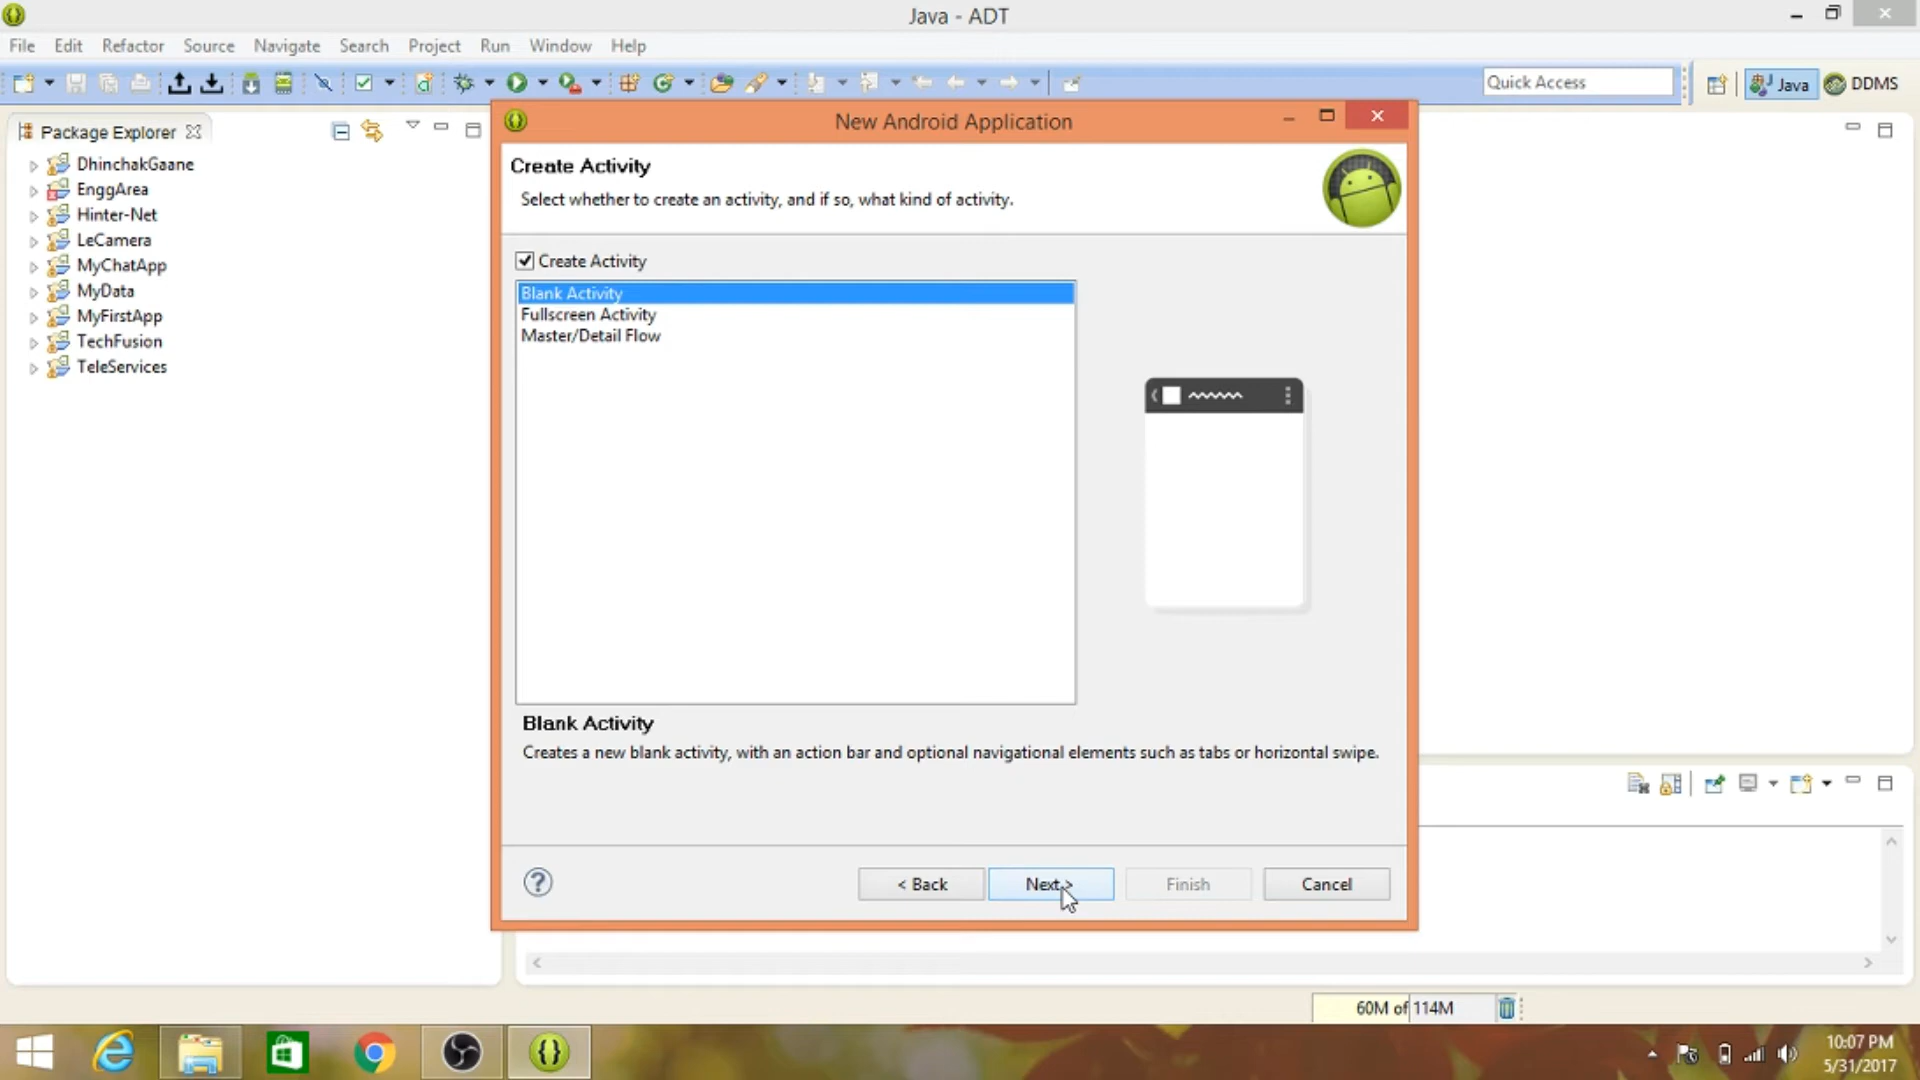 Java - ADT
File Edit Refactor Source Navigate Search Project Run Window Help
Quick Access
Java
DDMS
Package Explorer
DhinchakGaane
EnggArea
Hinter-Net
LeCamera
MyChatApp
MyData
MyFirstApp
TechFusion
TeleServices
New Android Application
Create Activity
Select whether to create an activity, and if so, what kind of activity.
Create Activity
Blank Activity
Fullscreen Activity
Master/Detail Flow
Blank Activity
Creates a new blank activity, with an action bar and optional navigational elements such as tabs or horizontal swipe.
< Back
Next >
Finish
Cancel
60M of 114M
10:07 PM
5/31/2017